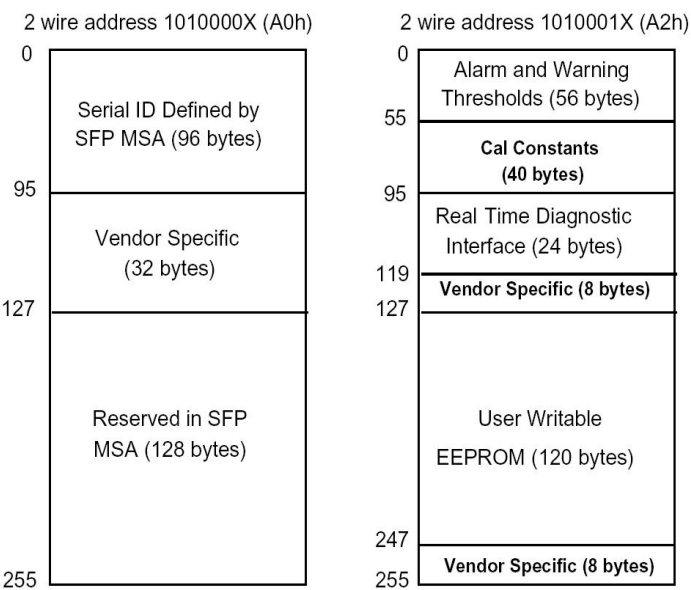 2 wire address 1010000X (A0h)
0
Serial ID Defined by
SFP MSA (96 bytes)
95
Vendor Specific
(32 bytes)
127
Reserved in SFP
MSA (128 bytes)
255
2 wire address 1010001X (A2h)
0
Alarm and Warning
Thresholds (56 bytes)
55
Cal Constants
(40 bytes)
95
Real Time Diagnostic
Interface (24 bytes)
119
Vendor Specific (8 bytes)
127
User Writable
EEPROM (120 bytes)
247
Vendor Specific (8 bytes)
255